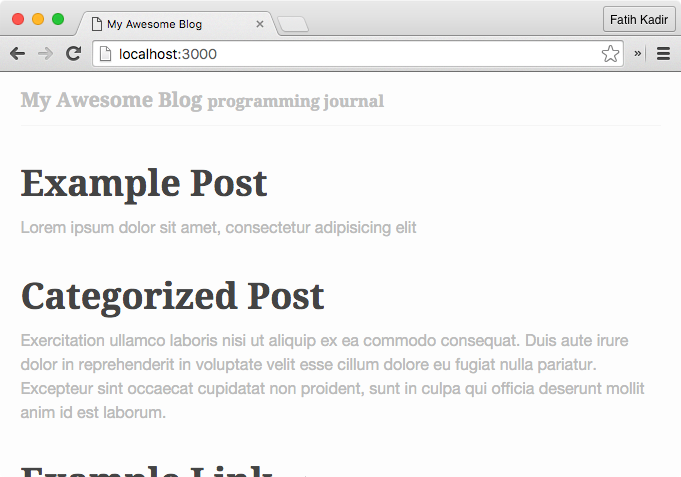 My Awesome Blog
Fatih Kadir
localhost:3000
»
My Awesome Blog programming journal
Example Post
Lorem ipsum dolor sit amet, consectetur adipisicing elit
Categorized Post
Exercitation ullamco laboris nisi ut aliquip ex ea commodo consequat. Duis aute irure
dolor in reprehenderit in voluptate velit esse cillum dolore eu fugiat nulla pariatur.
Excepteur sint occaecat cupidatat non proident, sunt in culpa qui officia deserunt mollit
anim id est laborum.
Example Link